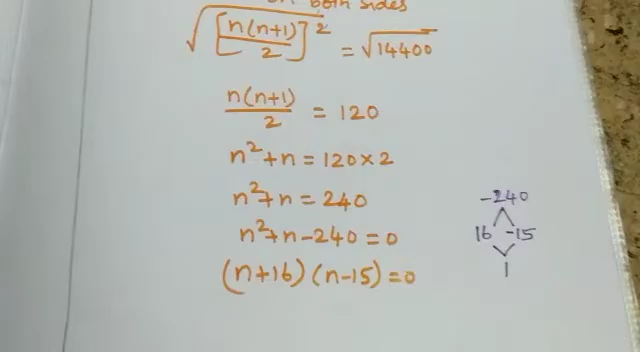 on both sides
√[n(n+1)/2]² = √14400
n(n+1)/2 = 120
n²+n = 120×2
n²+n = 240
n²+n-240=0
(n+16) (n-15)=0
-240
16 -15
1